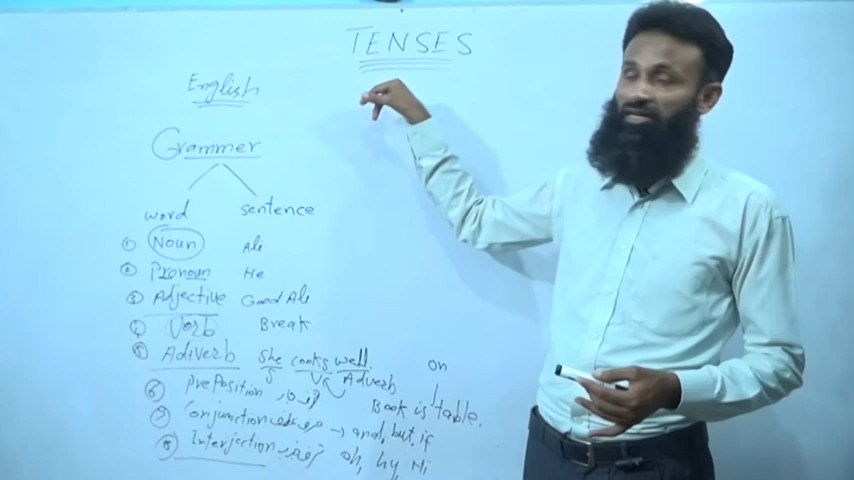 TENSES
English
Grammer
word sentence
① Noun Ali
② Pronoun He
③ Adjective Good Ali
④ Verb Break
⑤ Adverb She cooks well.
S V Adverb on
⑥ PrePosition Book is table.
⑦ Conjunction → and, but, if
⑧ Interjection oh, hy Hi